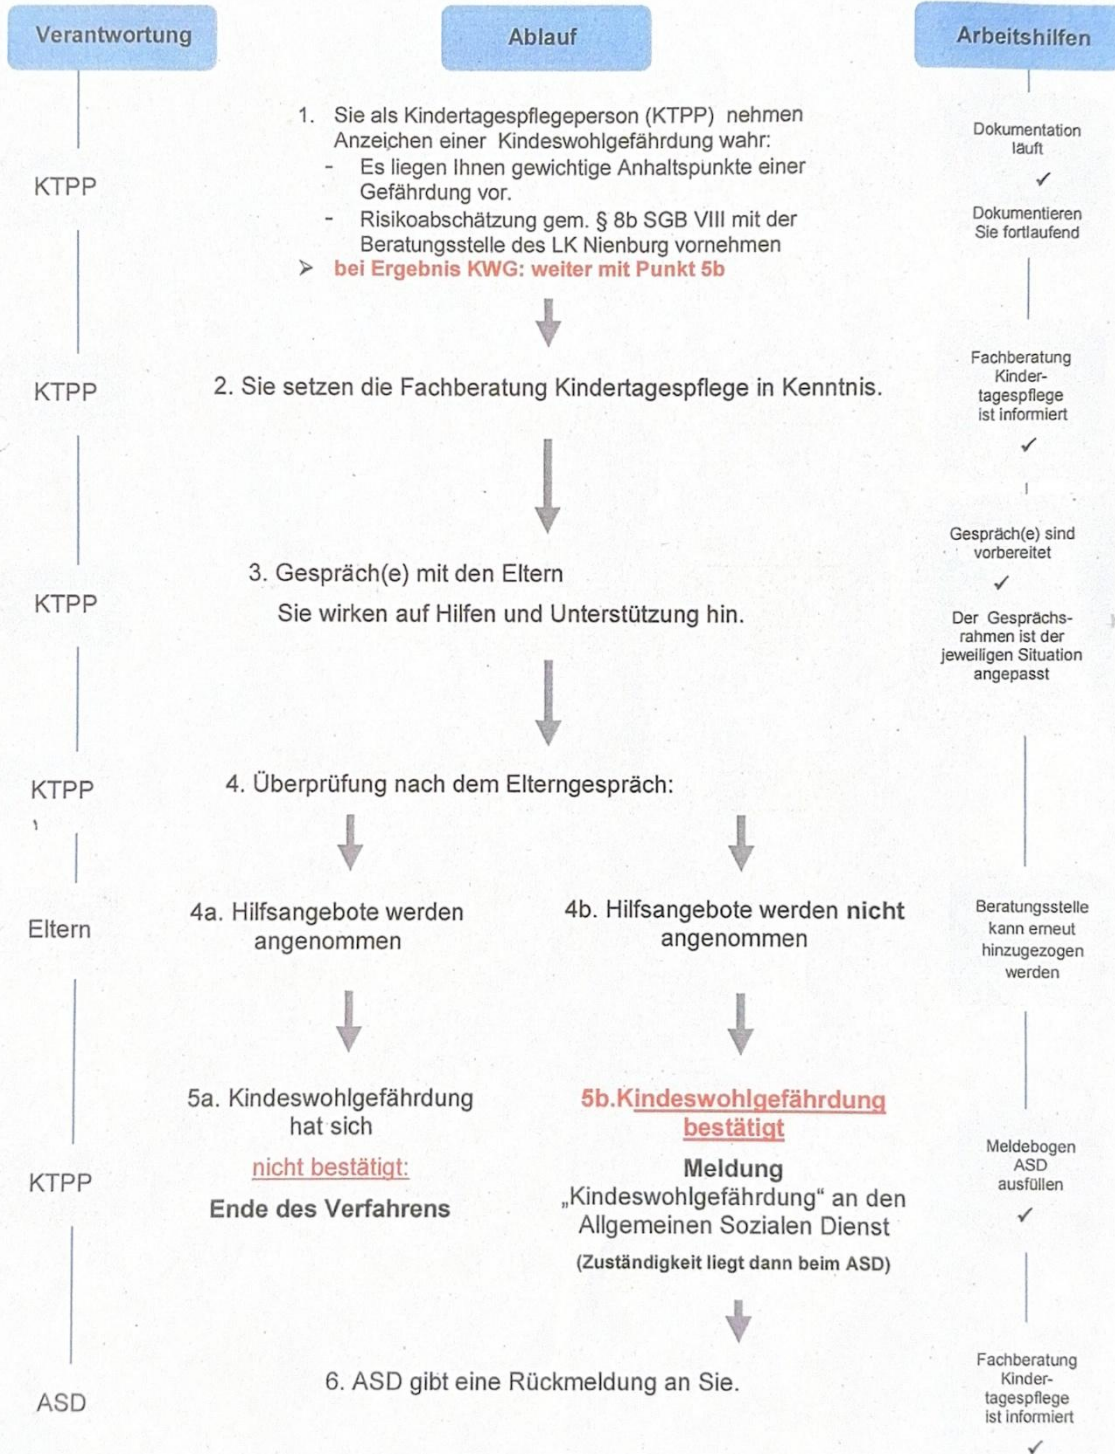 Verantwortung
Ablauf
Arbeitshilfen
KTPP
1. Sie als Kindertagespflegeperson (KTPP) nehmen
Anzeichen einer Kindeswohlgefährdung wahr:
- Es liegen Ihnen gewichtige Anhaltspunkte einer
Gefährdung vor.
- Risikoabschätzung gem. § 8b SGB VIII mit der
Beratungsstelle des LK Nienburg vornehmen
➢ bei Ergebnis KWG: weiter mit Punkt 5b
Dokumentation
läuft
✓
Dokumentieren
Sie fortlaufend
KTPP
2. Sie setzen die Fachberatung Kindertagespflege in Kenntnis.
Fachberatung
Kinder-
tagespflege
ist informiert
✓
KTPP
3. Gespräch(e) mit den Eltern
Sie wirken auf Hilfen und Unterstützung hin.
Gespräch(e) sind
vorbereitet
✓
Der Gesprächs-
rahmen ist der
jeweiligen Situation
angepasst
KTPP
4. Überprüfung nach dem Elterngespräch:
Eltern
4a. Hilfsangebote werden
angenommen
4b. Hilfsangebote werden nicht
angenommen
Beratungsstelle
kann erneut
hinzugezogen
werden
KTPP
5a. Kindeswohlgefährdung
hat sich
nicht bestätigt:
Ende des Verfahrens
5b.Kindeswohlgefährdung
bestätigt
Meldung
„Kindeswohlgefährdung“ an den
Allgemeinen Sozialen Dienst
(Zuständigkeit liegt dann beim ASD)
Meldebogen
ASD
ausfüllen
✓
ASD
6. ASD gibt eine Rückmeldung an Sie.
Fachberatung
Kinder-
tagespflege
ist informiert
✓